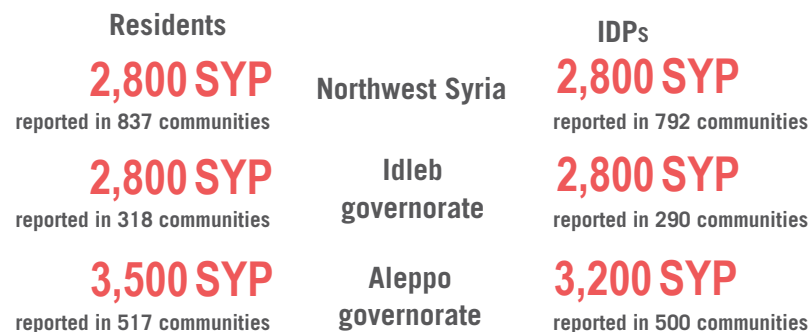 Residents
IDPs
2,800 SYP
Northwest Syria
2,800 SYP
reported in 837 communities
reported in 792 communities
2,800 SYP
Idleb
governorate
2,800 SYP
reported in 318 communities
reported in 290 communities
3,500 SYP
Aleppo
governorate
3,200 SYP
reported in 517 communities
reported in 500 communities